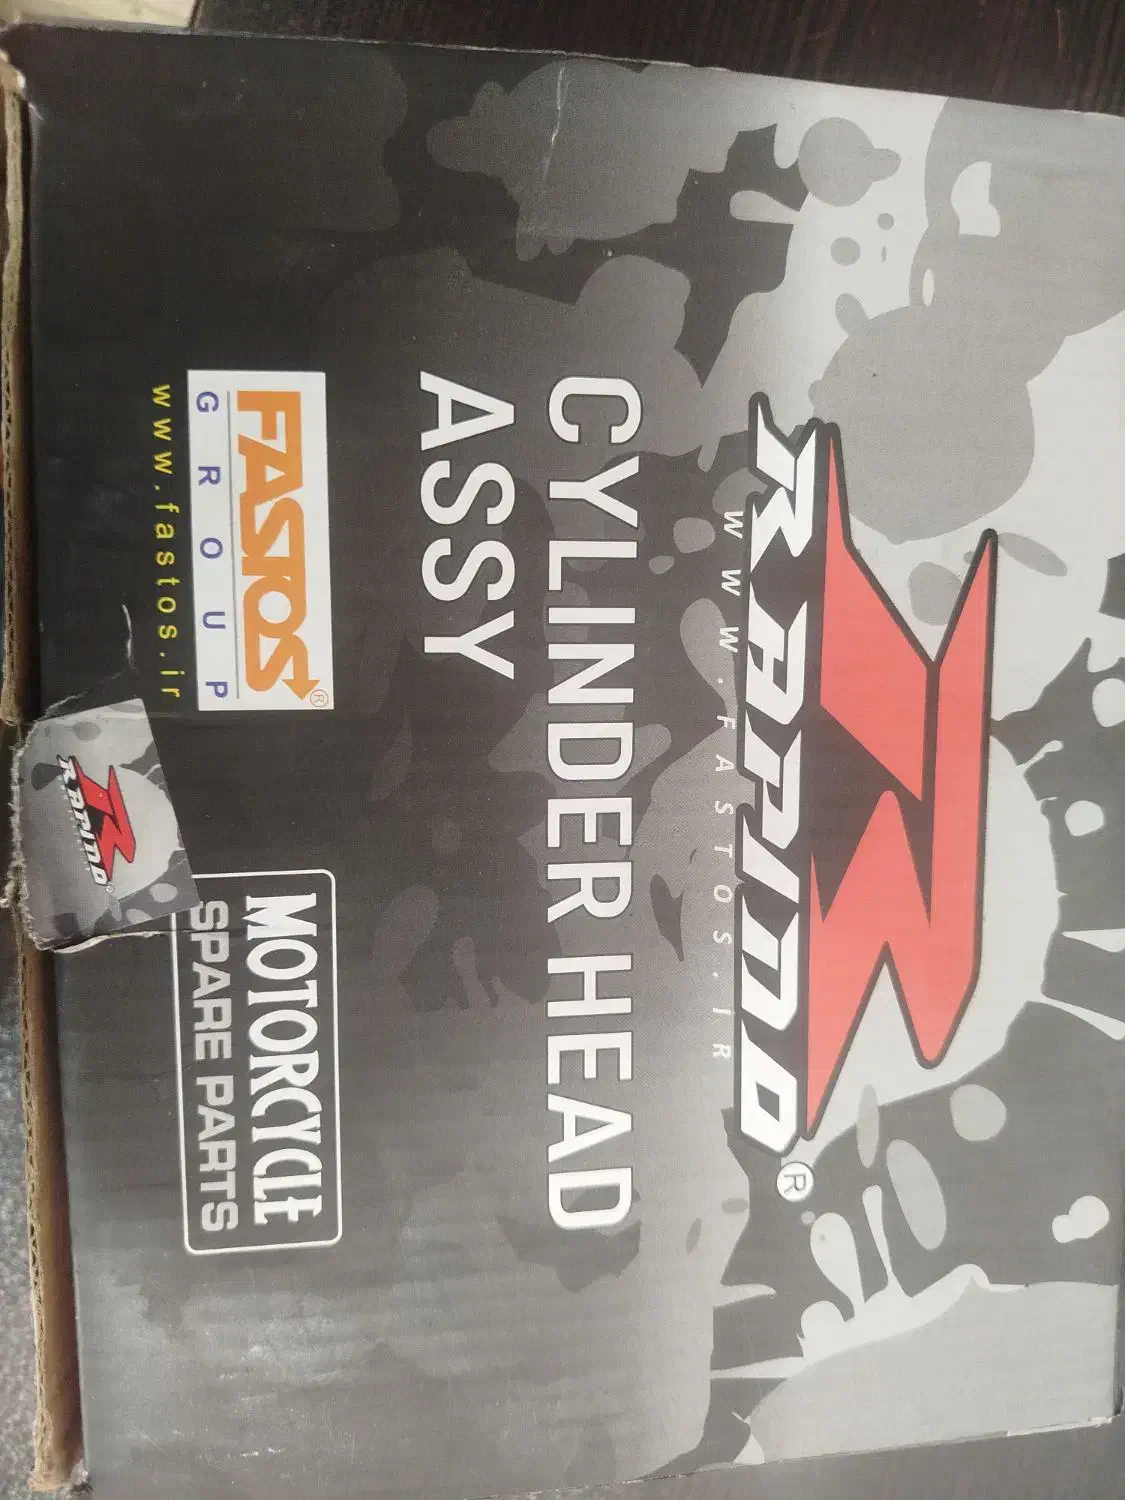 RAPIDO®
WWW.FASTOS.IR
CYLINDER HEAD
ASSY
FASTOS®
GROUP
www.fastos.ir
MOTORCYCLE
SPARE PARTS
RAPIDO®